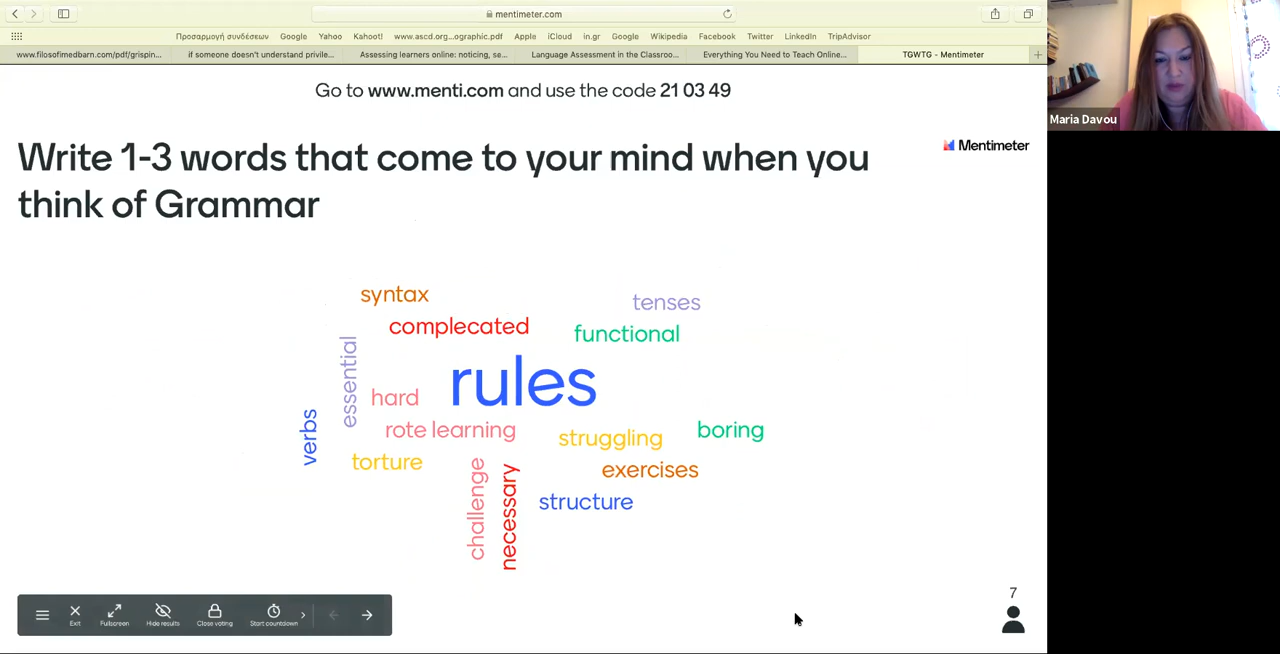 mentimeter.com
Παραγωγή συνδέσεων Google Yahoo Kahoot! www.ascd.org...ographic.pdf Apple iCloud in.gr Google Wikipedia Facebook Twitter LinkedIn TripAdvisor
www.filosofimedbarn.com/pdf/grispin... if someone doesn't understand privile... Assessing learners online: noticing, se... Language Assessment in the Classroo... Everything You Need to Teach Online... TGWTG - Mentimeter
Go to www.menti.com and use the code 21 03 49
Maria Davou
Mentimeter
Write 1-3 words that come to your mind when you
think of Grammar
syntax
tenses
complecated
functional
essential
rules
hard
verbs
rote learning
struggling
boring
torture
exercises
challenge
necessary
structure
7
Exit Fullscreen Hide results Close voting Start countdown